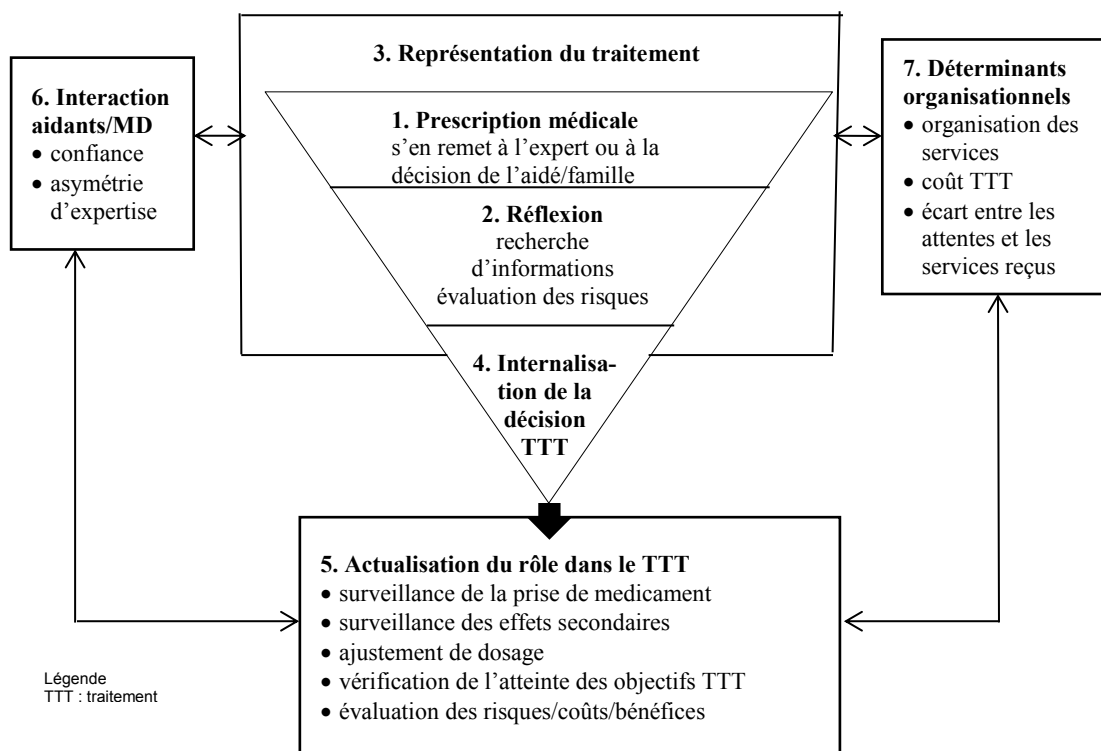 3. Représentation du traitement
6. Interaction
aidants/MD
• confiance
• asymétrie
d'expertise
1. Prescription médicale
s'en remet à l'expert ou à la
décision de l'aidé/famille
2. Réflexion
recherche
d'informations
évaluation des risques
4. Internalisa-
tion de la
décision
TTT
7. Déterminants
organisationnels
• organisation des
services
• coût TTT
• écart entre les
attentes et les
services reçus
5. Actualisation du rôle dans le TTT
• surveillance de la prise de medicament
• surveillance des effets secondaires
• ajustement de dosage
• vérification de l'atteinte des objectifs TTT
• évaluation des risques/coûts/bénéfices
Légende
TTT : traitement